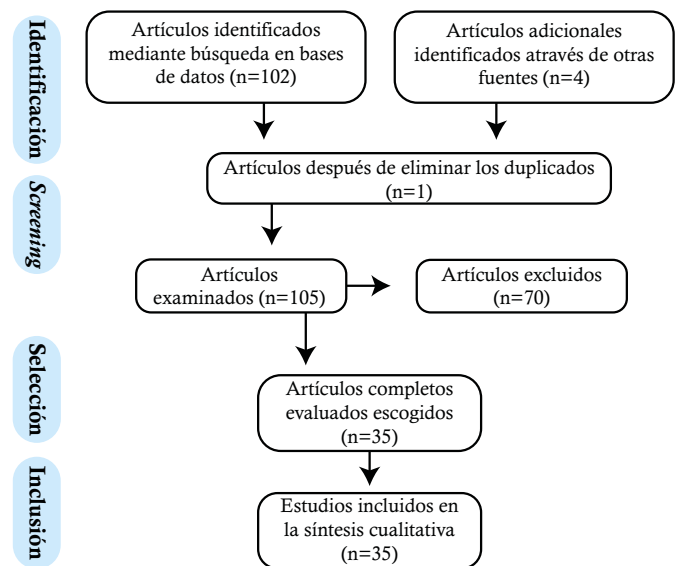 Identificación
Artículos identificados
mediante búsqueda en bases
de datos (n=102)
Artículos adicionales
identificados através de otras
fuentes (n=4)
Screening
Artículos después de eliminar los duplicados
(n=1)
Artículos
examinados (n=105)
Artículos excluidos
(n=70)
Selección
Artículos completos
evaluados escogidos
(n=35)
Inclusión
Estudios incluidos en
la síntesis cualitativa
(n=35)